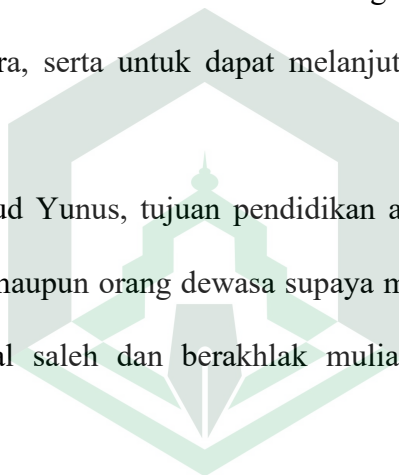 ra, serta untuk dapat melanjut
ud Yunus, tujuan pendidikan a
maupun orang dewasa supaya m
al saleh dan berakhlak mulia